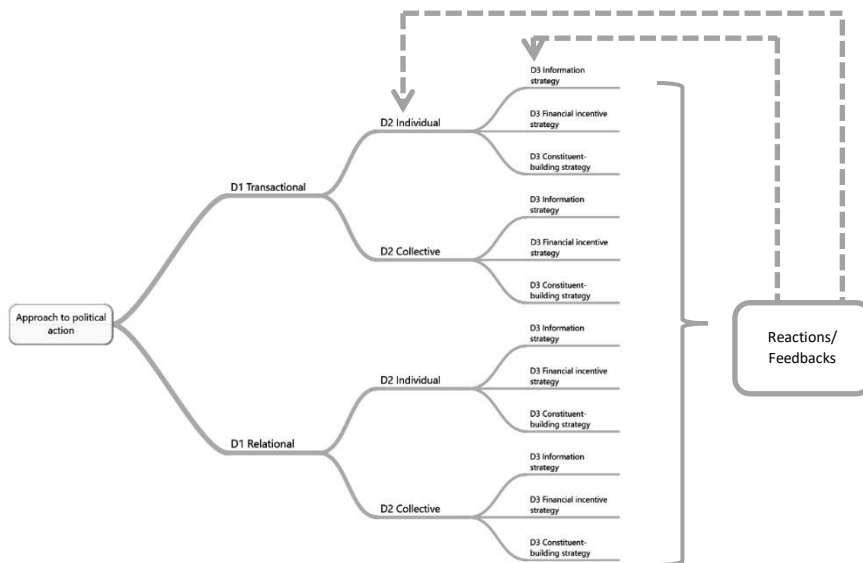 D3 Information
strategy
D2 Individual
D3 Financial incentive
strategy
D3 Constituent-
building strategy
D1 Transactional
D3 Information
strategy
D2 Collective
D3 Financial incentive
strategy
D3 Constituent-
building strategy
Approach to political
action
Reactions/
Feedbacks
D3 Information
strategy
D2 Individual
D3 Financial incentive
strategy
D3 Constituent-
building strategy
D1 Relational
D3 Information
strategy
D2 Collective
D3 Financial incentive
strategy
D3 Constituent-
building strategy